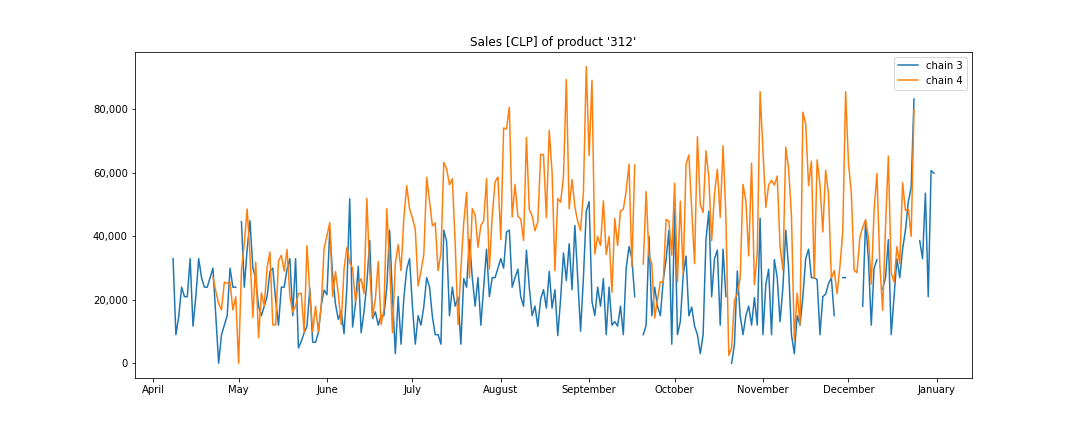 Sales [CLP] of product '312'
chain 3
chain 4
80,000
60,000
40,000
20,000
0
April May June July August September October November December January